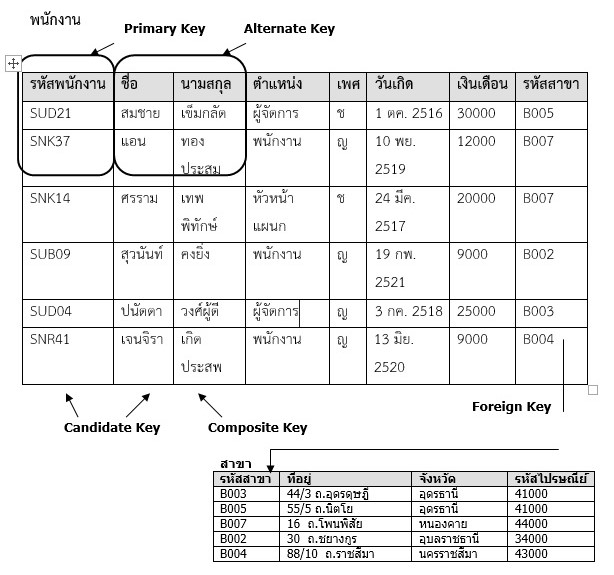 พนักงาน
Primary Key Alternate Key
รหัสพนักงาน ชื่อ นามสกุล ตำแหน่ง เพศ วันเกิด เงินเดือน รหัสสาขา
SUD21 สมชาย เข็มกลัด ผู้จัดการ ช 1 ตค. 2516 30000 B005
SNK37 แอน ทอง พนักงาน ญ 10 พย. 12000 B007
ประสม 2519
SNK14 ศรราม เทพ หัวหน้า ช 24 มีค. 20000 B007
พิทักษ์ แผนก 2517
SUB09 สุวนันท์ คงยิ่ง พนักงาน ญ 19 กพ. 9000 B002
2521
SUD04 ปนัดดา วงศ์ผู้ดี ผู้จัดการ ญ 3 กค. 2518 25000 B003
SNR41 เจนจิรา เกิด พนักงาน ญ 13 มิย. 9000 B004
ประสพ 2520
Foreign Key
Candidate Key Composite Key
สาขา
รหัสสาขา ที่อยู่ จังหวัด รหัสไปรษณีย์
B003 44/3 ถ.อุดรดุษฎี อุดรธานี 41000
B005 55/5 ถ.นิตโย อุดรธานี 41000
B007 16 ถ.โพนพิสัย หนองคาย 44000
B002 30 ถ.ชยางกูร อุบลราชธานี 34000
B004 88/10 ถ.ราชสีมา นครราชสีมา 43000